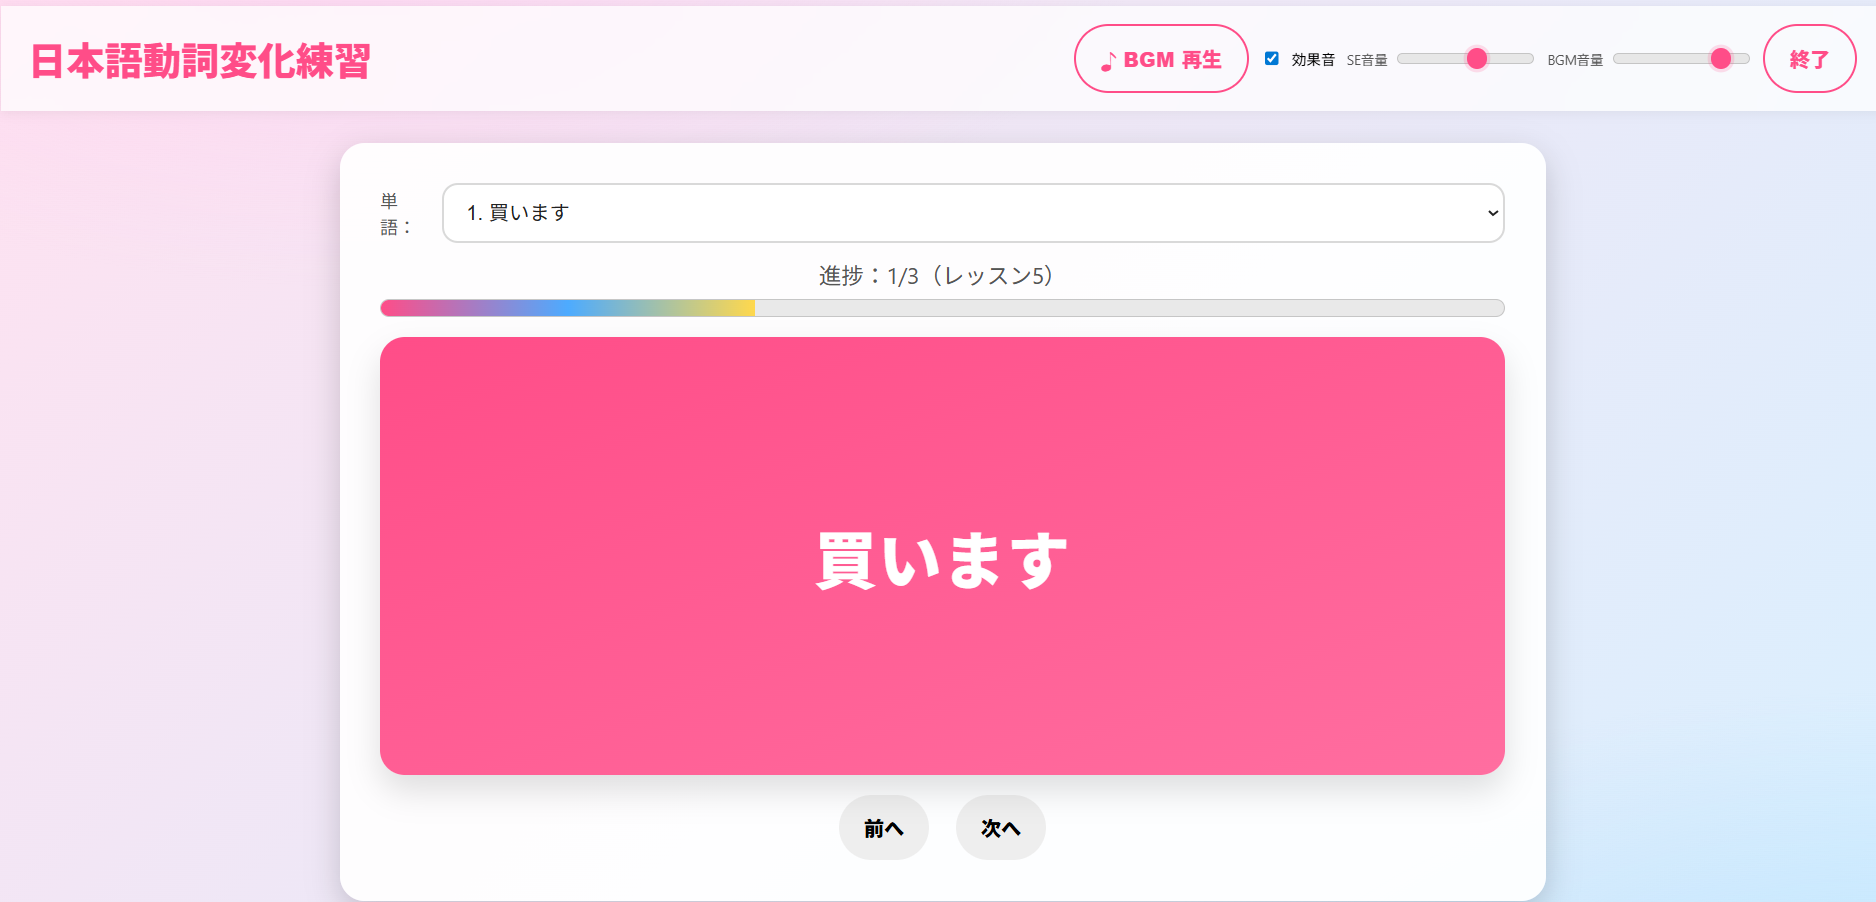 日本語動詞変化練習
♪ BGM 再生
効果音
SE音量
BGM音量
終了
単
語：
1. 買います
進捗：1/3（レッスン5）
買います
前へ
次へ